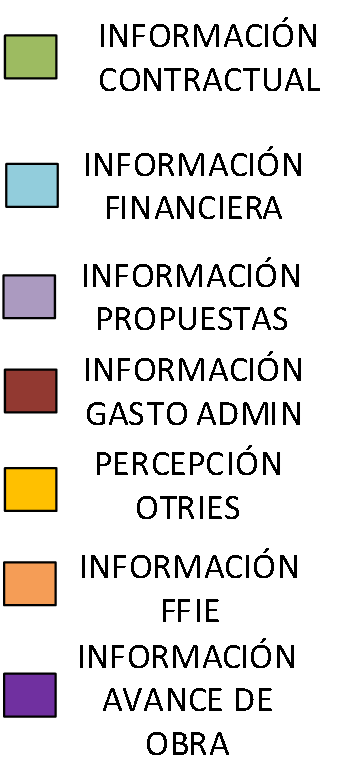 INFORMACIÓN
CONTRACTUAL
INFORMACIÓN
FINANCIERA
INFORMACIÓN
PROPUESTAS
INFORMACIÓN
GASTO ADMIN
PERCEPCIÓN
OTRIES
INFORMACIÓN
FFIE
INFORMACIÓN
AVANCE DE
OBRA